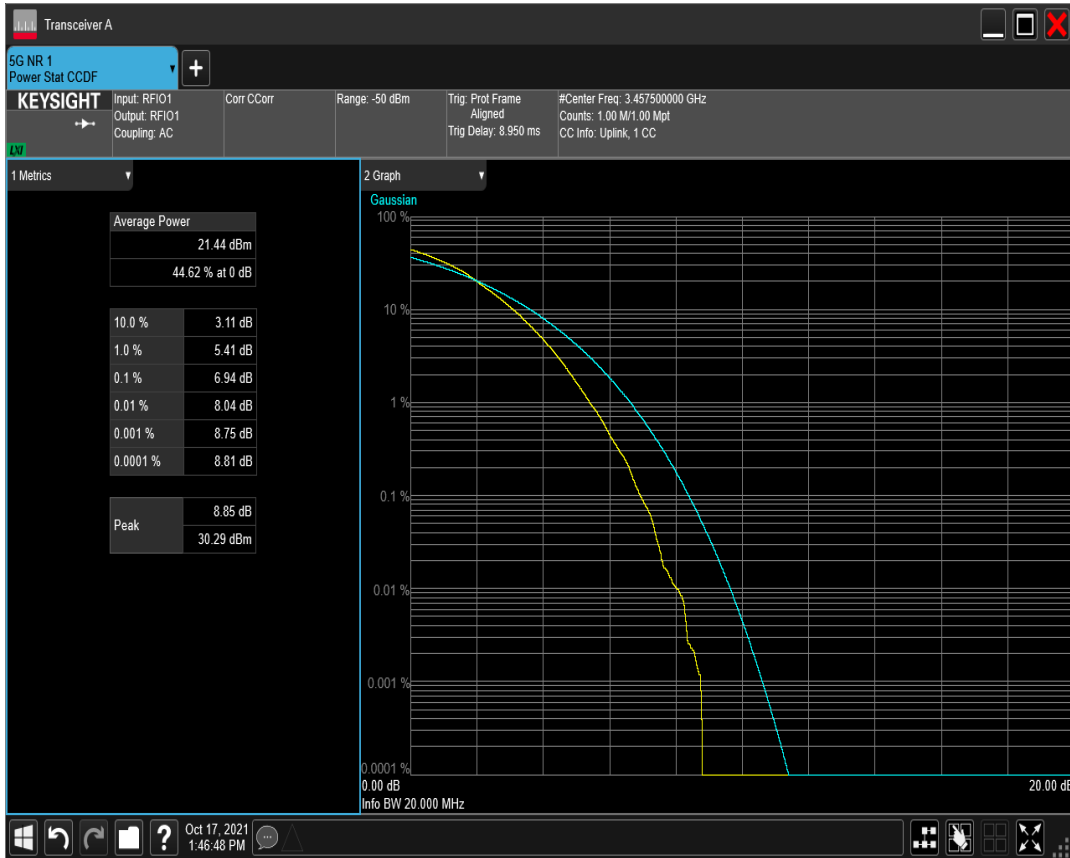 Transceiver A
5G NR 1
Power Stat CCDF
+
KEYSIGHT
LXI
Input: RFIO1
Output: RFIO1
Coupling: AC
Corr CCorr
Range: -50 dBm
Trig: Prot Frame
Aligned
Trig Delay: 8.950 ms
#Center Freq: 3.457500000 GHz
Counts: 1.00 M/1.00 Mpt
CC Info: Uplink, 1 CC
1 Metrics
Average Power
21.44 dBm
44.62 % at 0 dB
10.0 % 3.11 dB
1.0 % 5.41 dB
0.1 % 6.94 dB
0.01 % 8.04 dB
0.001 % 8.75 dB
0.0001 % 8.81 dB
Peak
8.85 dB
30.29 dBm
2 Graph
Gaussian
100 %
10 %
1 %
0.1 %
0.01 %
0.001 %
0.0001 %
0.00 dB
20.00 dB
Info BW 20.000 MHz
?
Oct 17, 2021
1:46:48 PM